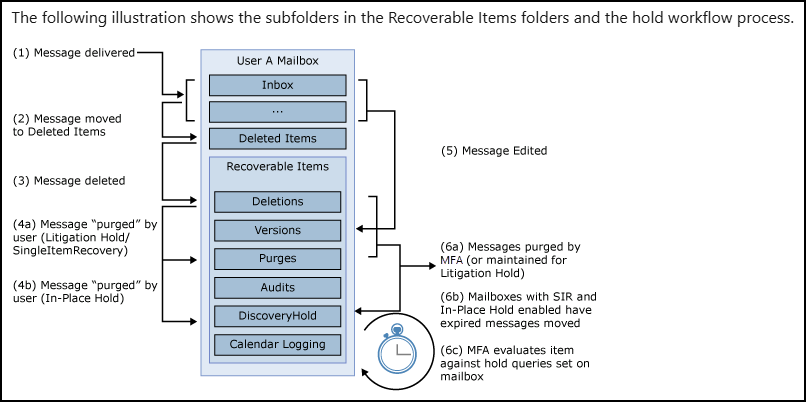 The following illustration shows the subfolders in the Recoverable Items folders and the hold workflow process.
(1) Message delivered
(2) Message moved
to Deleted Items
(3) Message deleted
(4a) Message “purged” by
user (Litigation Hold/
SingleItemRecovery)
(4b) Message “purged” by
user (In-Place Hold)
User A Mailbox
Inbox
...
Deleted Items
Recoverable Items
Deletions
Versions
Purges
Audits
DiscoveryHold
Calendar Logging
(5) Message Edited
(6a) Messages purged by
MFA (or maintained for
Litigation Hold)
(6b) Mailboxes with SIR and
In-Place Hold enabled have
expired messages moved
(6c) MFA evaluates item
against hold queries set on
mailbox